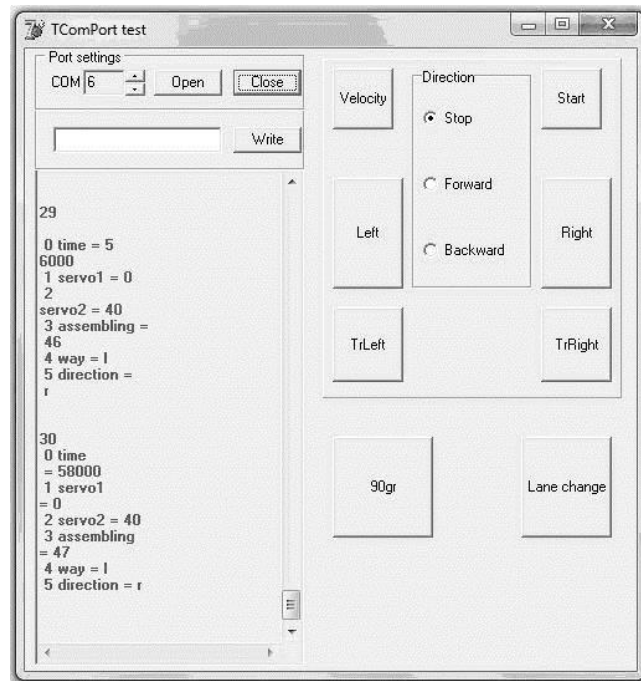 TComPort test
Port settings
COM 6
Open
Close
Write
29
0 time = 5
6000
1 servo1 = 0
2
servo2 = 40
3 assembling =
46
4 way = l
5 direction =
r
30
0 time
= 58000
1 servo1
= 0
2 servo2 = 40
3 assembling
= 47
4 way = l
5 direction = r
Velocity
Direction
Stop
Forward
Backward
Start
Left
Right
TrLeft
TrRight
90gr
Lane change